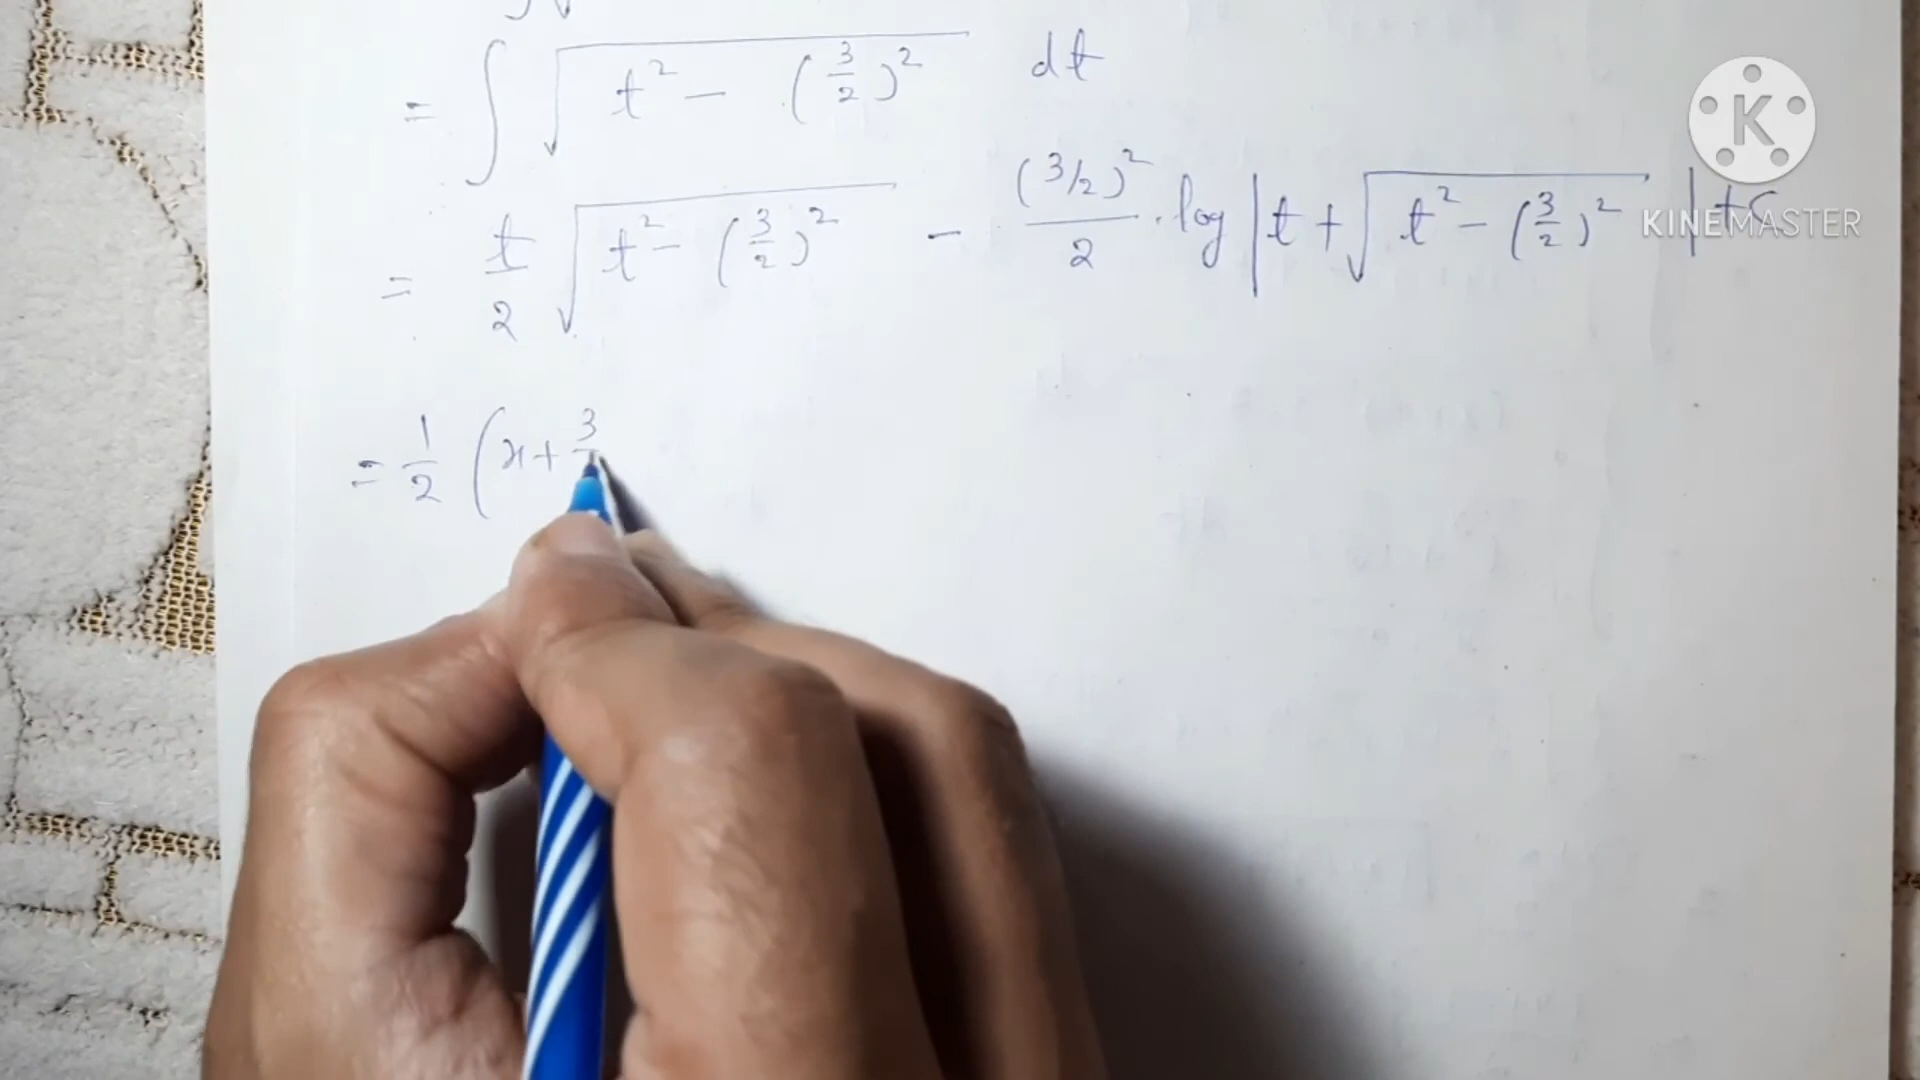 = ∫ √(t² - (3/2)²) dt
= t/2 √(t² - (3/2)²) - (3/2)²/2 · log |t + √(t² - (3/2)²)| + c
= 1/2 (x + 3
K
KINEMASTER